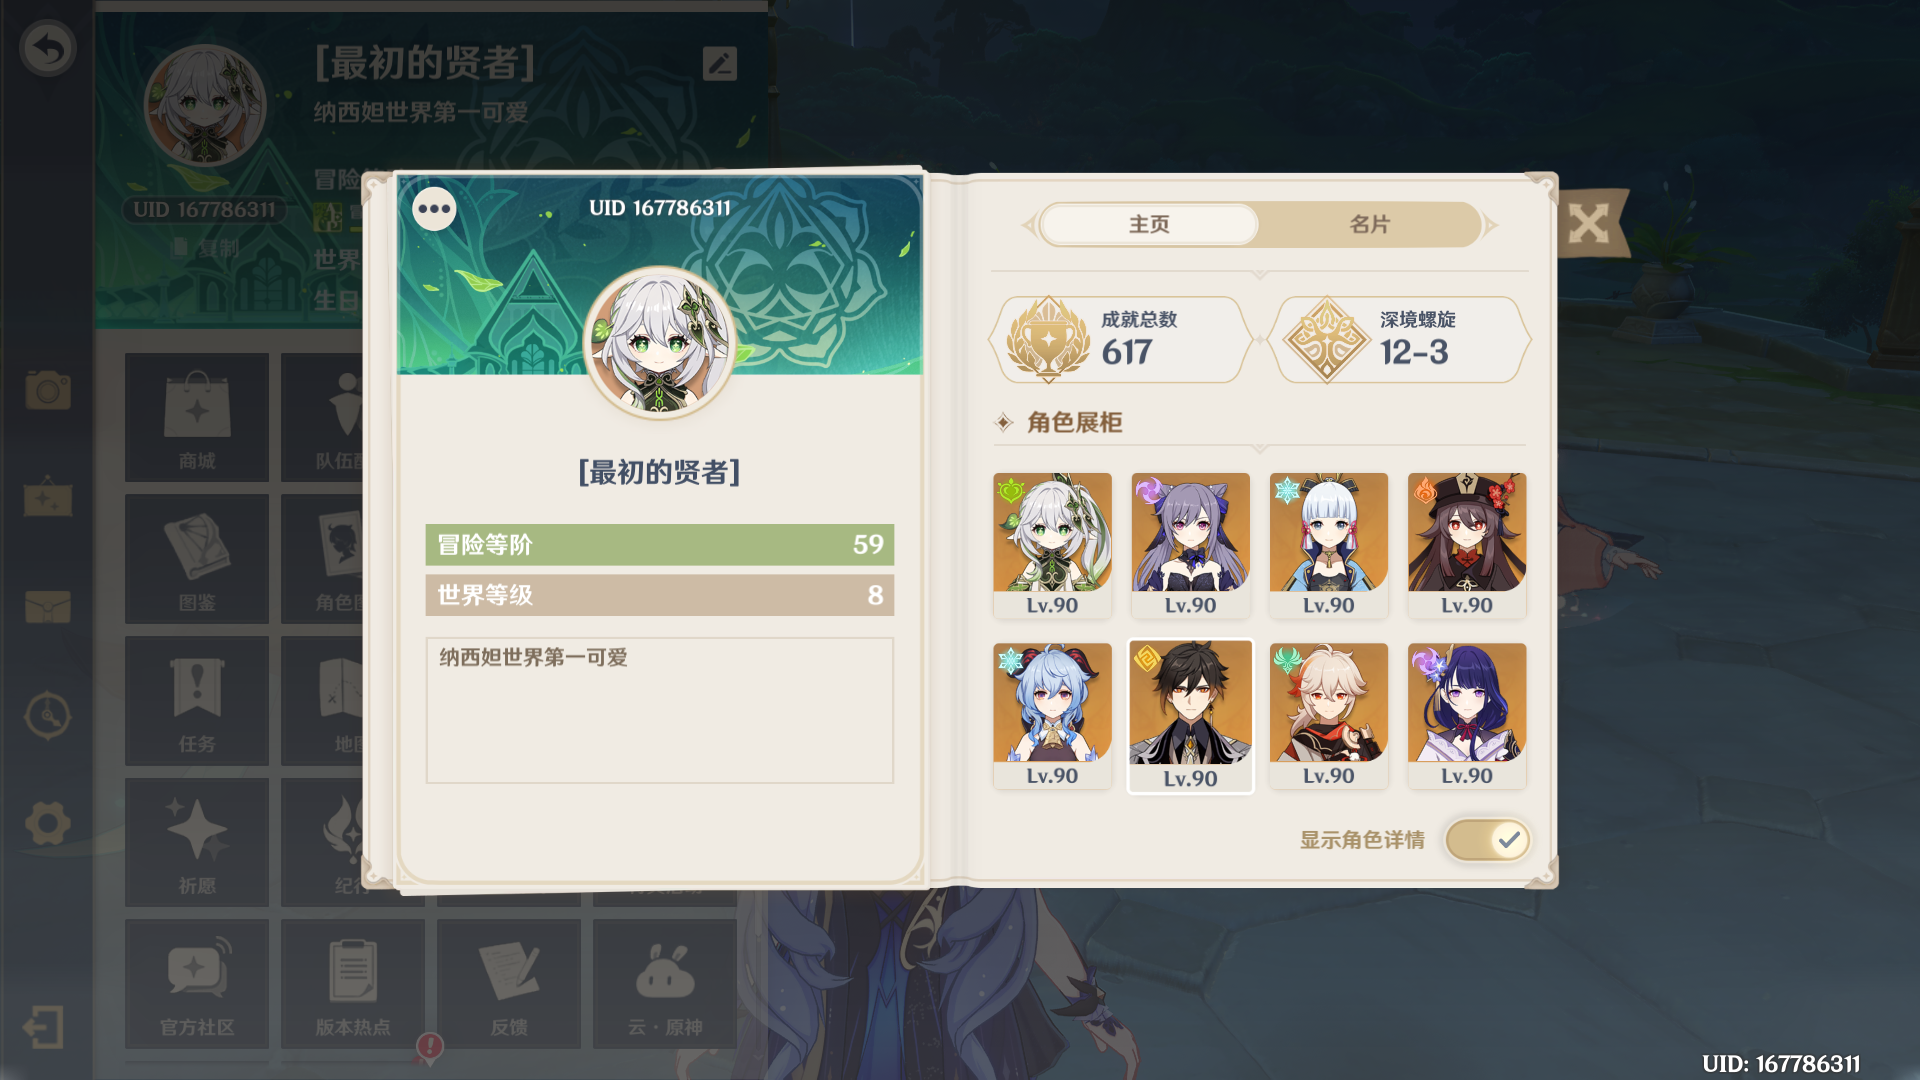 [最初的贤者]
纳西妲世界第一可爱
冒险
UID 167786311
复制
世界
生日
商城
队伍配
图鉴
角色图
任务
地图
祈愿
纪行
官方社区
版本热点
反馈
云·原神
UID 167786311
[最初的贤者]
冒险等阶 59
世界等级 8
纳西妲世界第一可爱
主页 名片
成就总数
617
深境螺旋
12-3
角色展柜
Lv.90 Lv.90 Lv.90 Lv.90
Lv.90 Lv.90 Lv.90 Lv.90
显示角色详情
UID: 167786311